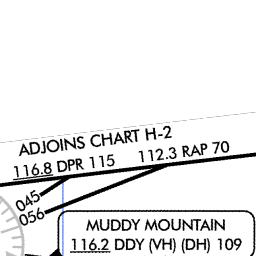 ADJOINS CHART H-2
116.8 DPR 115
112.3 RAP 70
045
056
MUDDY MOUNTAIN
116.2 DDY (VH) (DH) 109